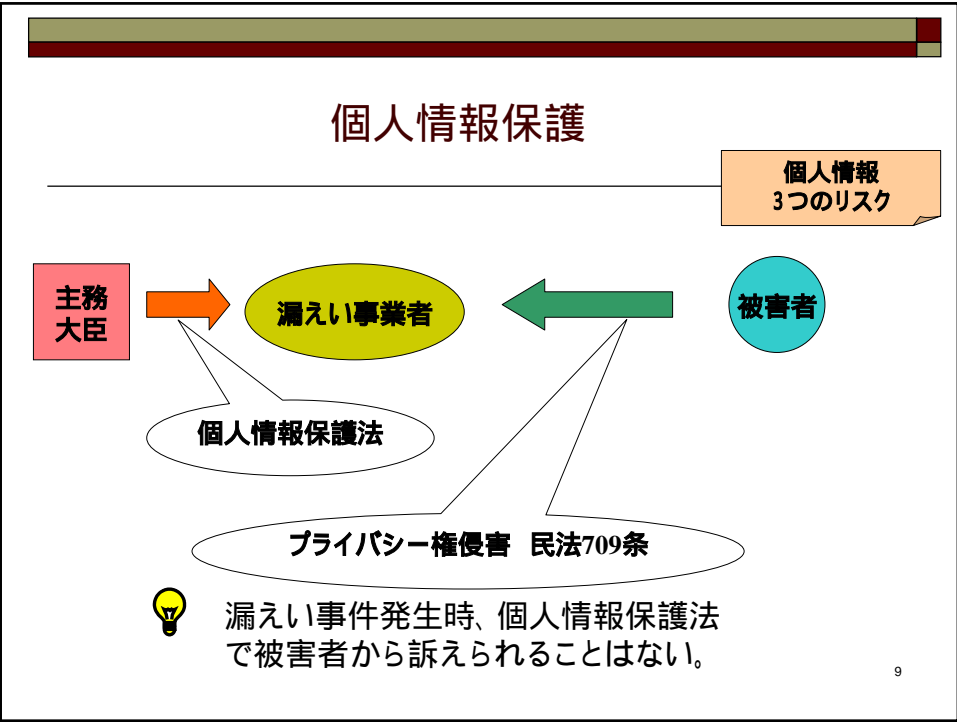 個人情報保護
個人情報
3つのリスク
主務
大臣
漏えい事業者
被害者
個人情報保護法
プライバシー権侵害 民法709条
漏えい事件発生時、個人情報保護法
で被害者から訴えられることはない。
9